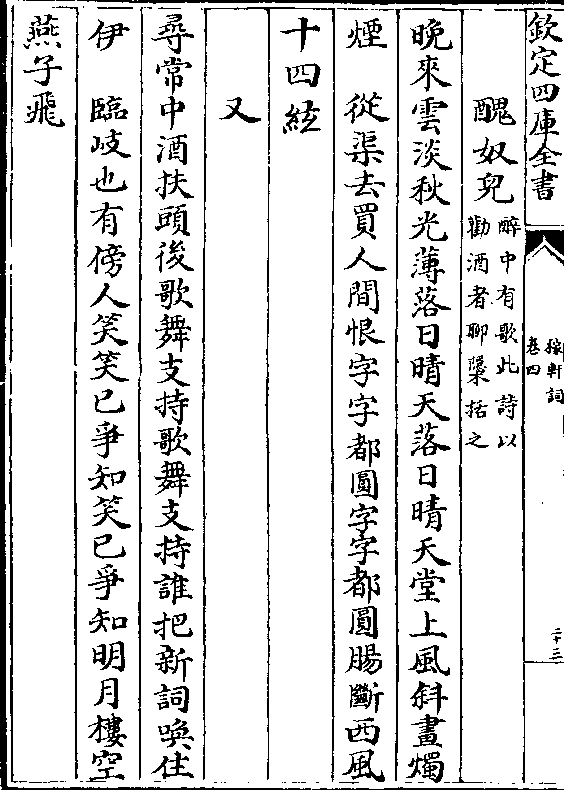 欽定四庫全書
稼軒詞
卷四
二十三
醜奴兒
醉中有歌此詩以
勸酒者聊檃括之
晚來雲淡秋光薄落日晴天落日晴天堂上風斜畫燭
煙　從渠去買人間恨字字都圓字字都圓腸斷西風
十四絃
又
尋常中酒扶頭後歌舞支持歌舞支持誰把新詞喚住
伊　臨岐也有傍人笑笑已爭知笑已爭知明月樓空
燕子飛